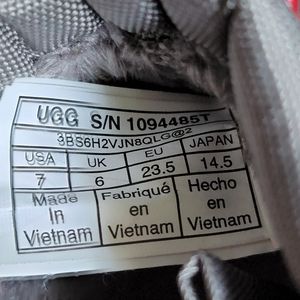 UGG S/N 1094485T
3BS6H2VJN8QLG@2
USA UK EU JAPAN
7 6 23.5 14.5
Made in Vietnam
Fabriqué en Vietnam
Hecho en Vietnam